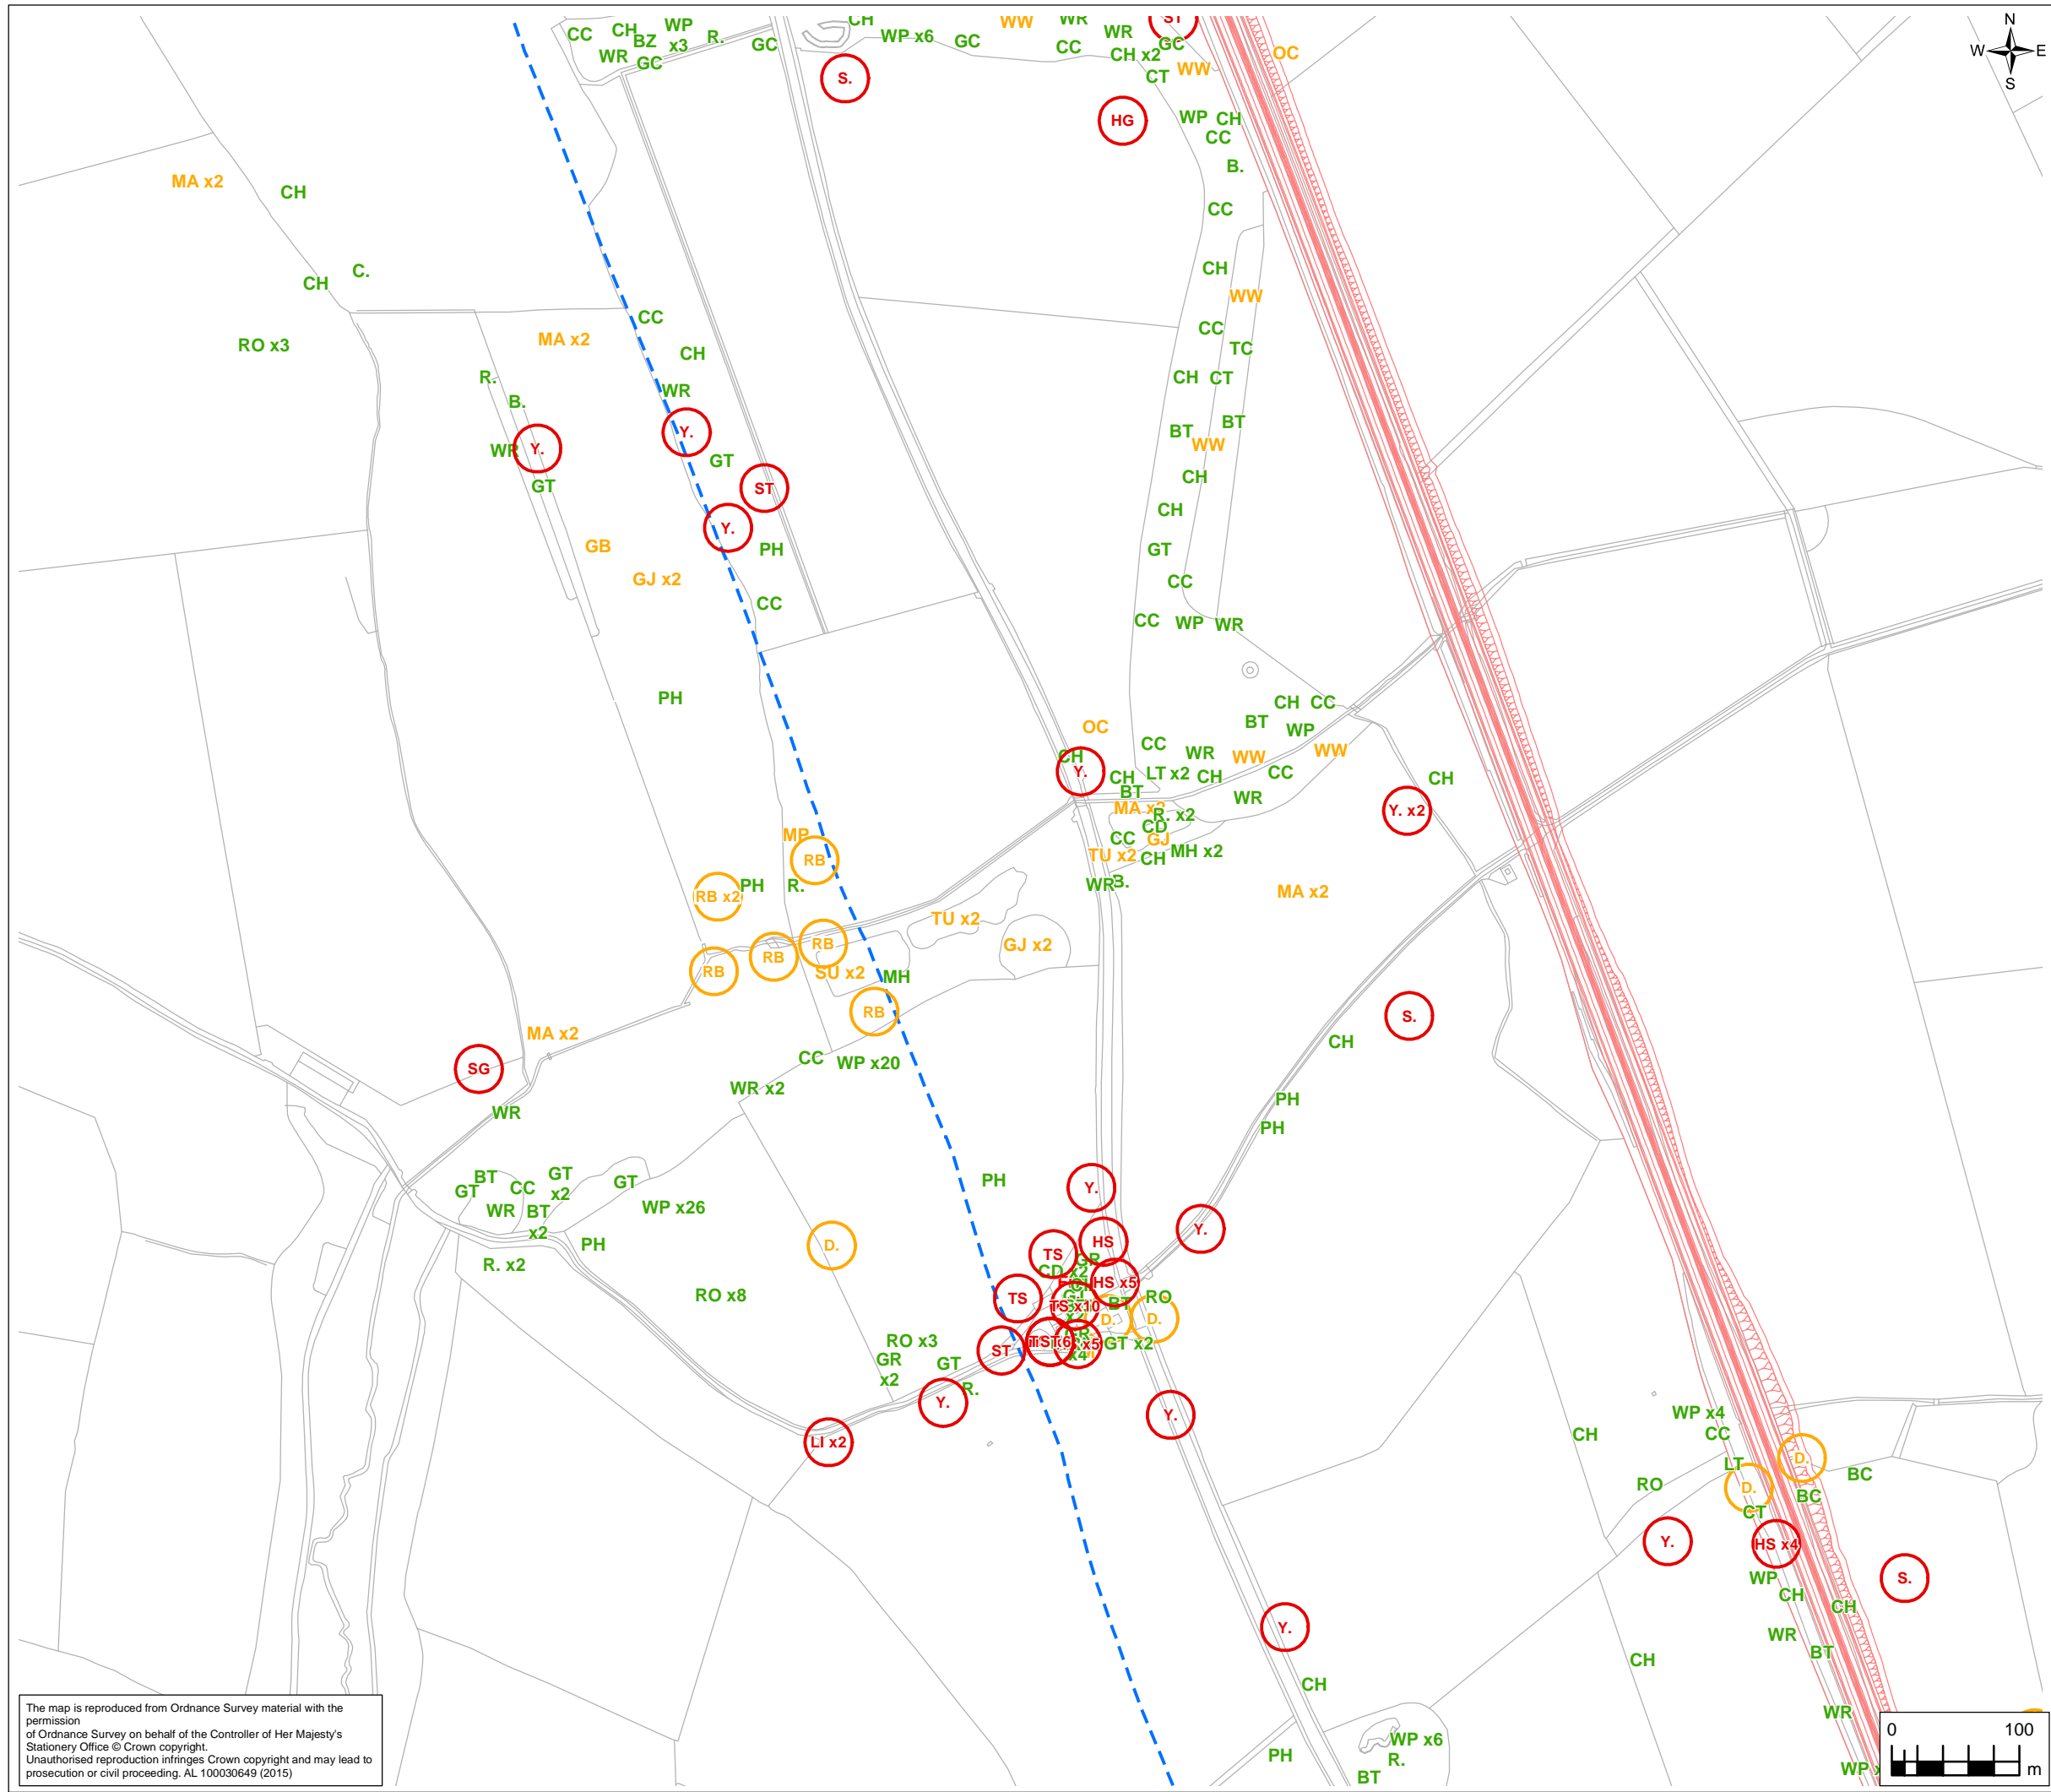 CH
WP x6
GC
WW
WR
WR
ST
GC
CC
CH x2
CT
WW
OC
N
W E
S
CC
CH
BZ
WP
x3
R.
GC
WR
GC
S.
HG
WP
CH
CC
B.
MA x2
CH
CC
C.
CH
CH
WW
CC
CC
RO x3
MA x2
CH
TC
R.
WR
CH
CT
B.
Y.
BT
BT
WR
Y.
WW
GT
GT
ST
CH
CH
Y.
GB
PH
GT
GJ x2
CC
CC
CC
WP
WR
PH
CH
CC
BT
WP
OC
CC
WR
WW
WW
CH
Y.
CH
LT x2
CH
CC
CH
BT
WR
MA x2
R. x2
Y. x2
CD
CC
GJ
MP
RB
TU x2
CH
MH x2
RB x2
PH
R.
WR
B.
MA x2
TU x2
RB
RB
RB
SU x2
MH
GJ x2
RB
S.
MA x2
CH
SG
CC
WP x20
WR x2
PH
WR
PH
BT
GT
CC
GT
x2
GT
PH
Y.
WR
BT
x2
WP x26
Y.
PH
D.
HS
TS
GR
R. x2
CD x2
HS x5
RO x8
TS
TS x10
D.
BT
RO
D.
RO x3
ST
GT x2
GR
x2
GT
R.
Y.
Y.
LI x2
WP x4
CC
CH
LT
D.
BC
RO
D.
BC
CT
Y.
HS x4
S.
WP
CH
CH
Y.
WR
BT
CH
CH
WR
WP x6
R.
PH
BT
WP
0 100
m
The map is reproduced from Ordnance Survey material with the
permission
of Ordnance Survey on behalf of the Controller of Her Majesty's
Stationery Office © Crown copyright.
Unauthorised reproduction infringes Crown copyright and may lead to
prosecution or civil proceeding. AL 100030649 (2015)